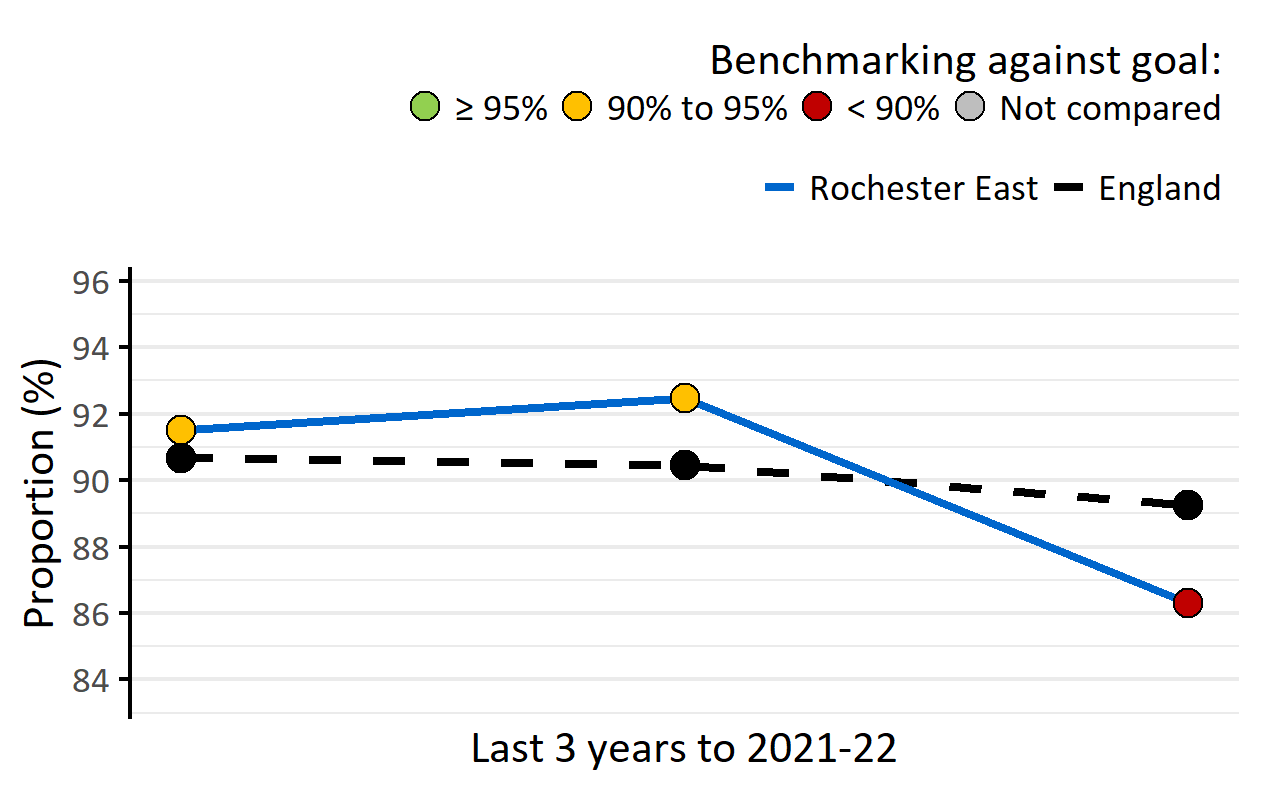 Benchmarking against goal:
≥ 95% 90% to 95% < 90% Not compared
Rochester East England
96
94
92
90
88
86
84
Proportion (%)
Last 3 years to 2021-22